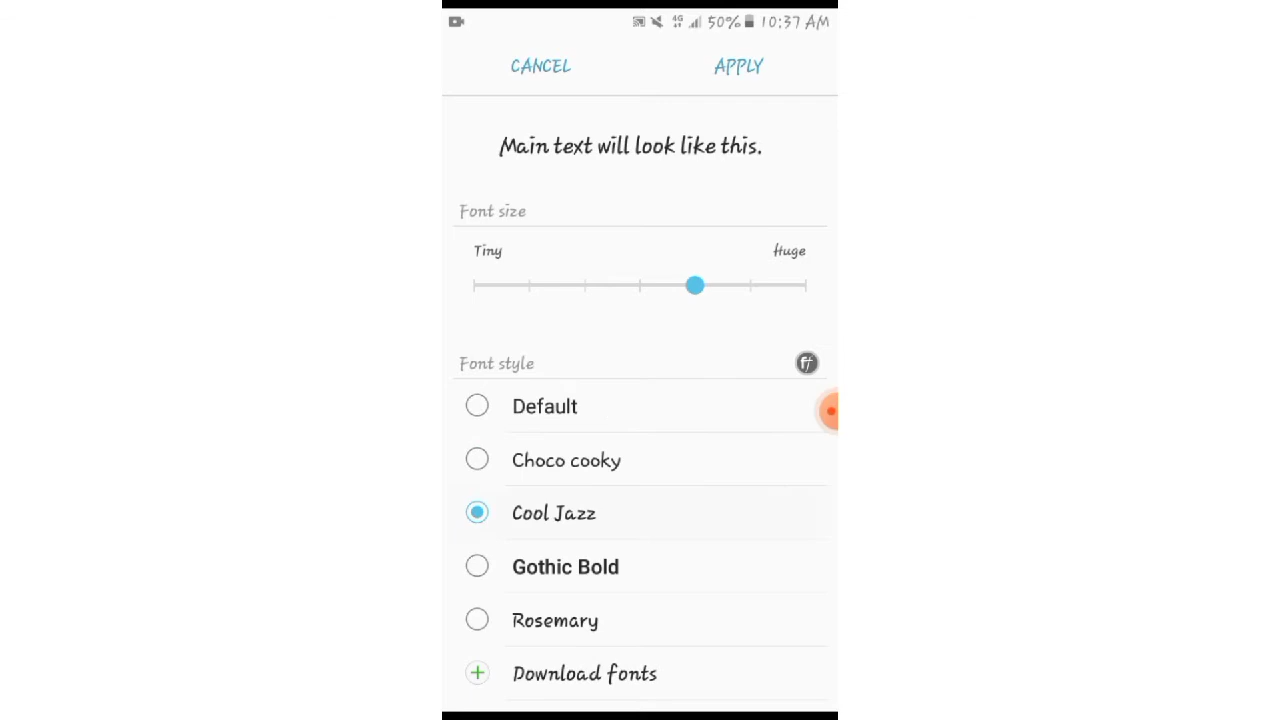 4G 50% 10:37 AM
CANCEL APPLY
Main text will look like this.
Font size
Tiny Huge
Font style
Default
Choco cooky
Cool Jazz
Gothic Bold
Rosemary
Download fonts